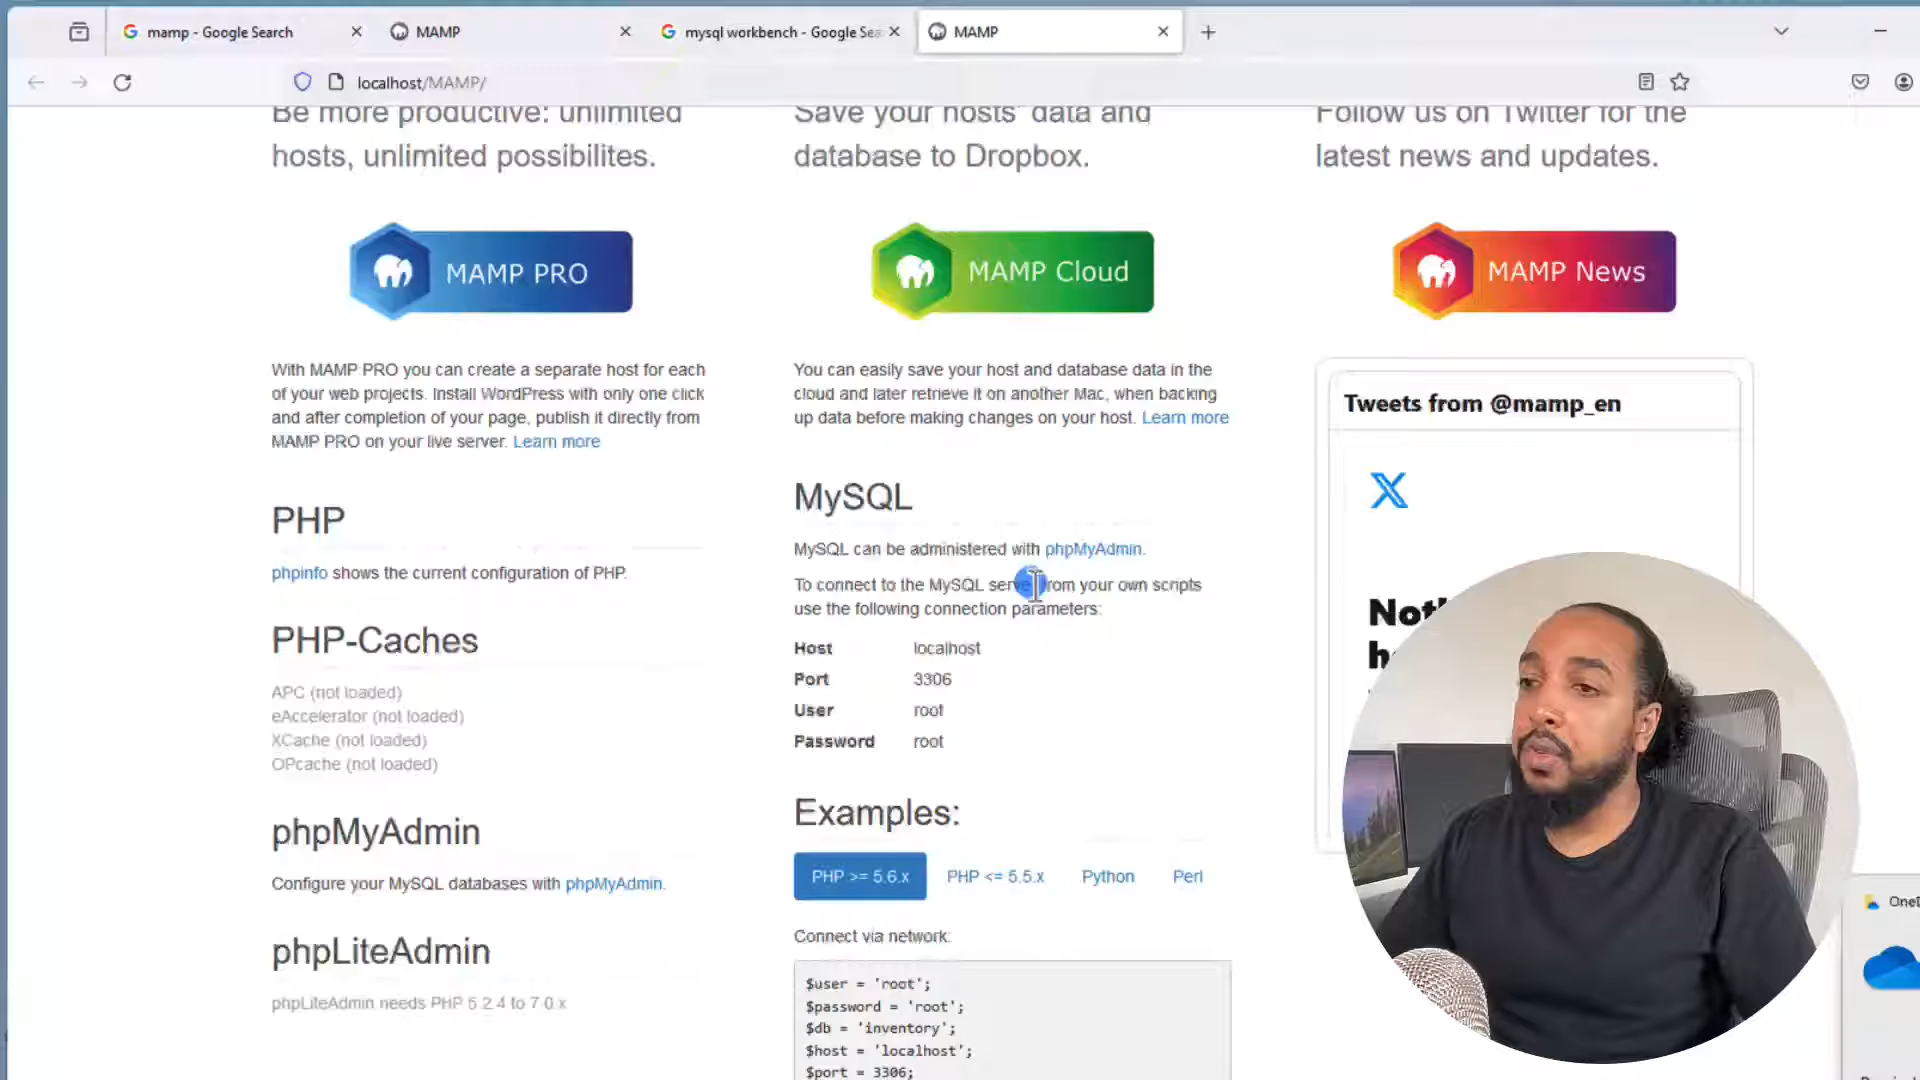 mamp - Google Search
MAMP
mysql workbench - Google Sea
MAMP
localhost/MAMP/
Be more productive: unlimited
hosts, unlimited possibilites.
Save your hosts' data and
database to Dropbox.
Follow us on Twitter for the
latest news and updates.
MAMP PRO
MAMP Cloud
MAMP News
With MAMP PRO you can create a separate host for each
of your web projects. Install WordPress with only one click
and after completion of your page, publish it directly from
MAMP PRO on your live server. Learn more
PHP
phpinfo shows the current configuration of PHP.
PHP-Caches
APC (not loaded)
eAccelerator (not loaded)
XCache (not loaded)
OPcache (not loaded)
phpMyAdmin
Configure your MySQL databases with phpMyAdmin.
phpLiteAdmin
phpLiteAdmin needs PHP 5.2.4 to 7.0.x
You can easily save your host and database data in the
cloud and later retrieve it on another Mac, when backing
up data before making changes on your host. Learn more
MySQL
MySQL can be administered with phpMyAdmin.
To connect to the MySQL server from your own scripts
use the following connection parameters:
Host localhost
Port 3306
User root
Password root
Examples:
PHP >= 5.6.x PHP <= 5.5.x Python Perl
Connect via network:
$user = 'root';
$password = 'root';
$db = 'inventory';
$host = 'localhost';
$port = 3306;
Tweets from @mamp_en
X
OneD